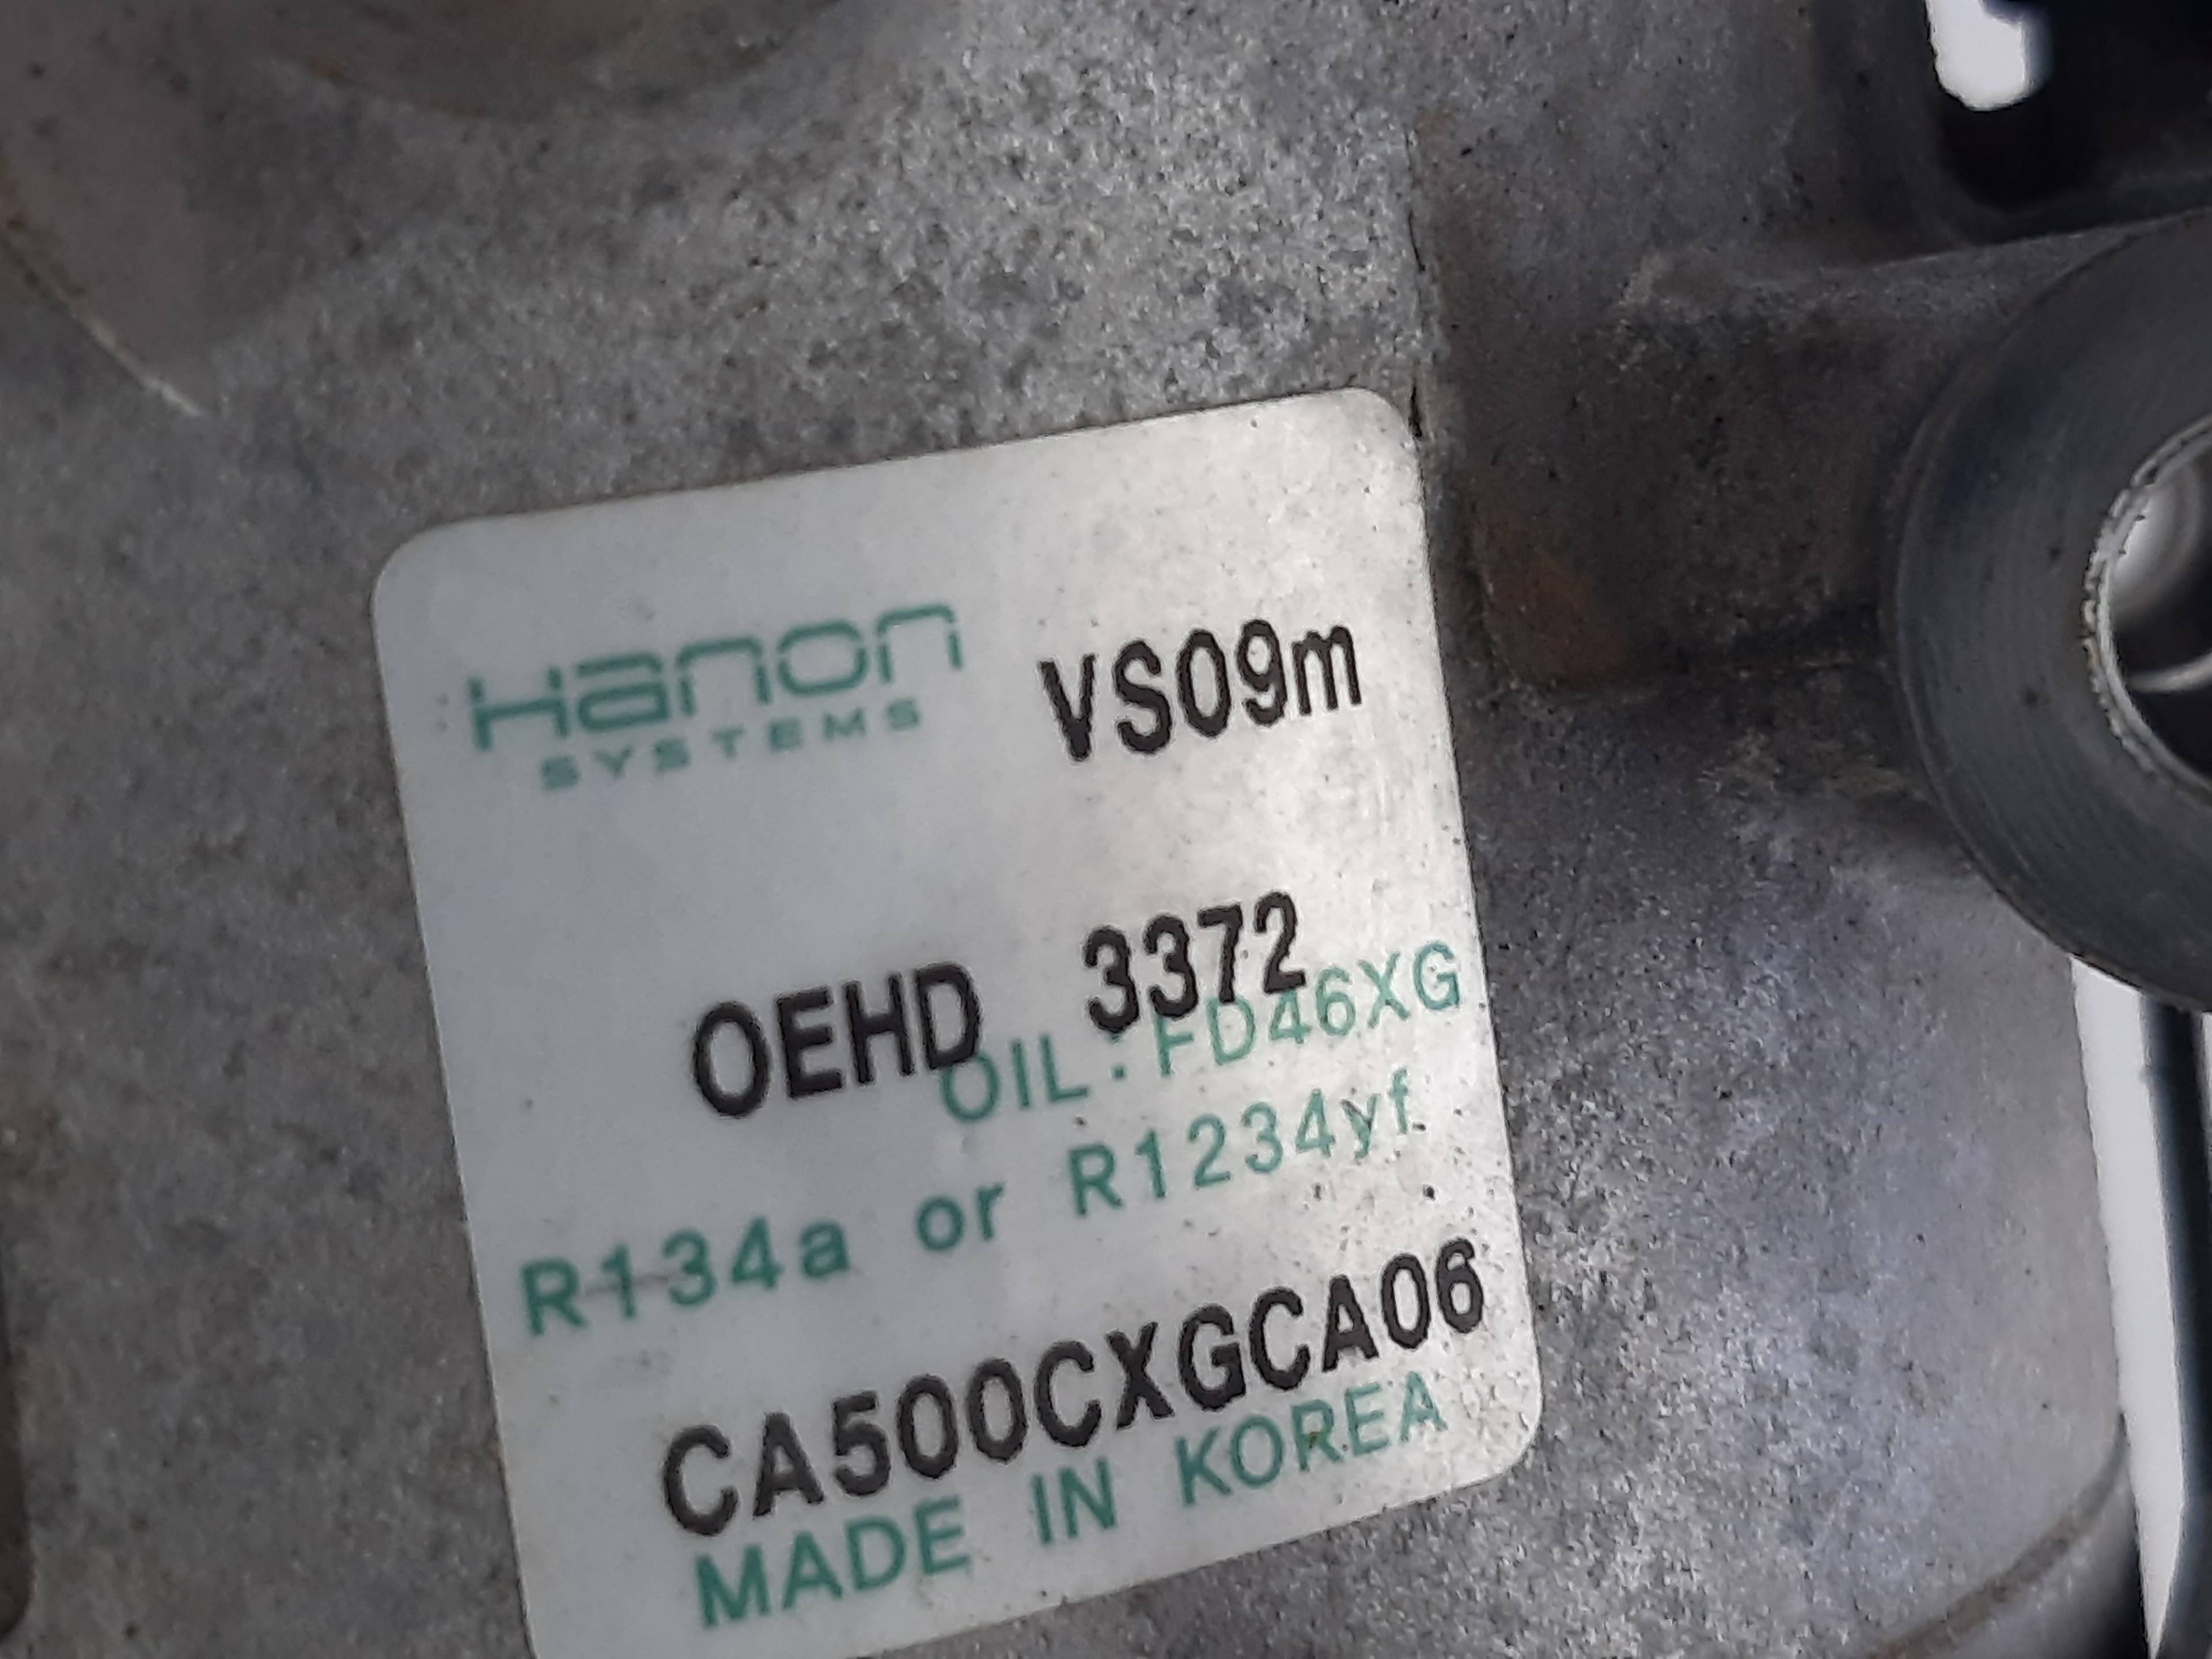 Hanon VS09m
SYSTEMS
OEHD 3372
OIL: FD46XG
R134a or R1234yf
CA500CXGCA06
MADE IN KOREA